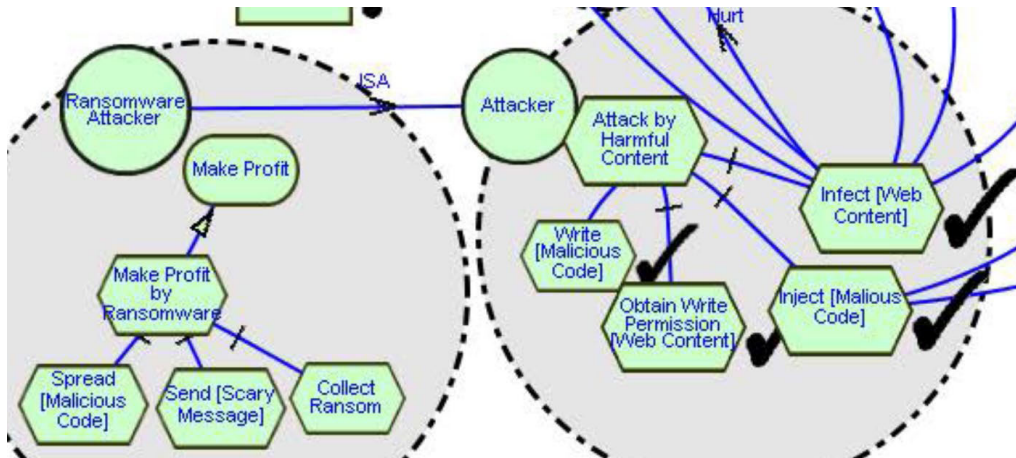 Hurt
ISA
Ransomware
Attacker
Attacker
Attack by
Harmful
Content
Make Profit
Infect [Web
Content]
Write
[Malicious
Code]
Make Profit
by
Ransomware
Obtain Write
Permission
[Web Content]
Inject [Malious
Code]
Spread
[Malicious
Code]
Send [Scary
Message]
Collect
Ransom